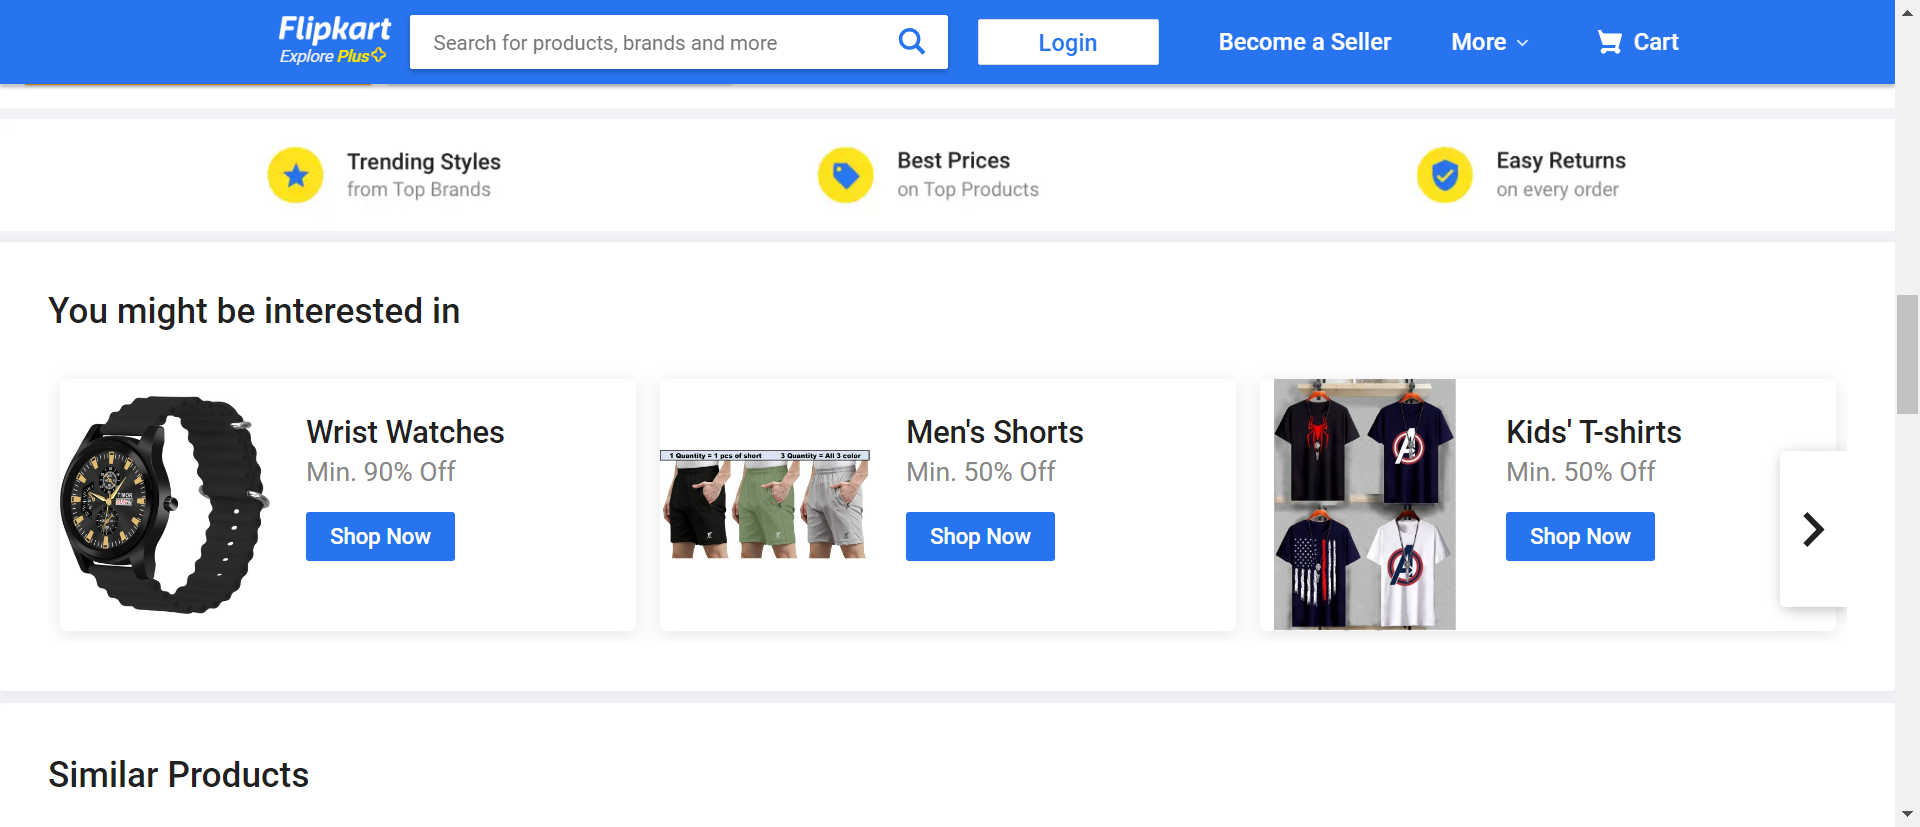 Flipkart
Explore Plus
Search for products, brands and more
Login
Become a Seller
More
Cart
Trending Styles
from Top Brands
Best Prices
on Top Products
Easy Returns
on every order
You might be interested in
Wrist Watches
Min. 90% Off
Shop Now
1 Quantity = 1 pcs of short 3 Quantity = All 3 color
Men's Shorts
Min. 50% Off
Shop Now
Kids' T-shirts
Min. 50% Off
Shop Now
Similar Products